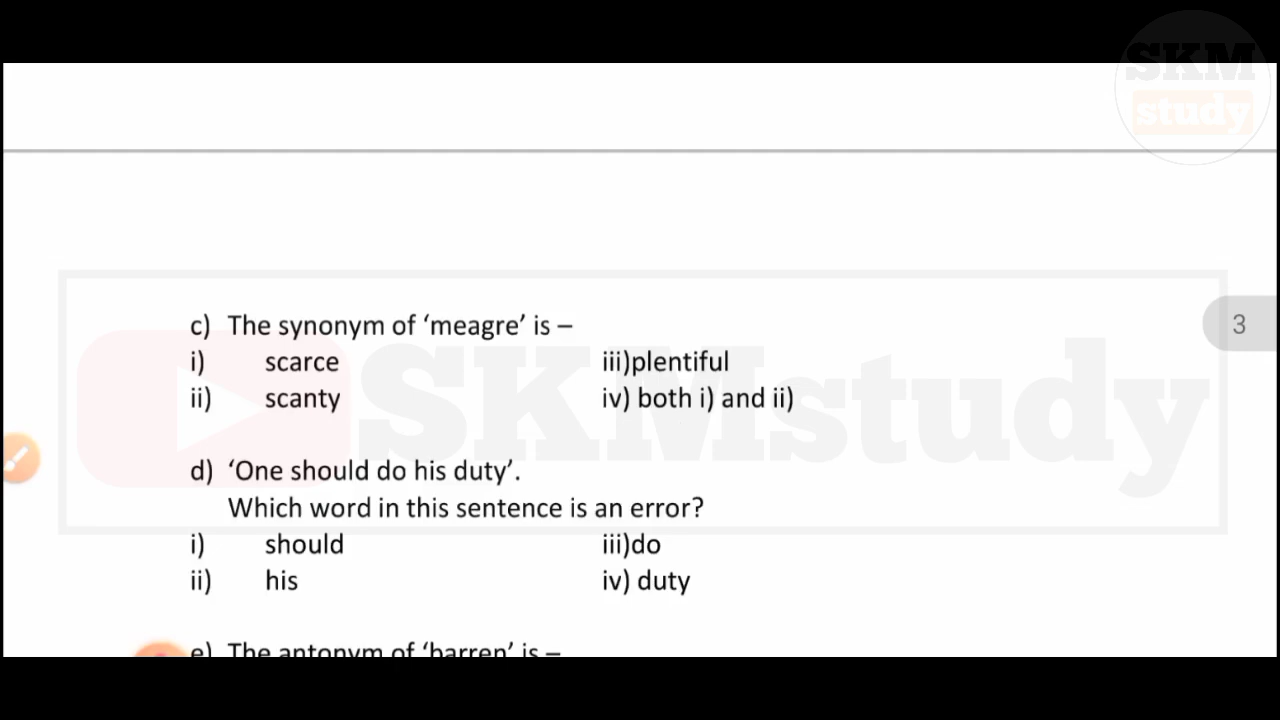 SKM
study
3
c) The synonym of ‘meagre’ is –
i) scarce iii)plentiful
ii) scanty iv) both i) and ii)
SKMstudy
d) ‘One should do his duty’.
Which word in this sentence is an error?
i) should iii)do
ii) his iv) duty
e) The antonym of ‘barren’ is –